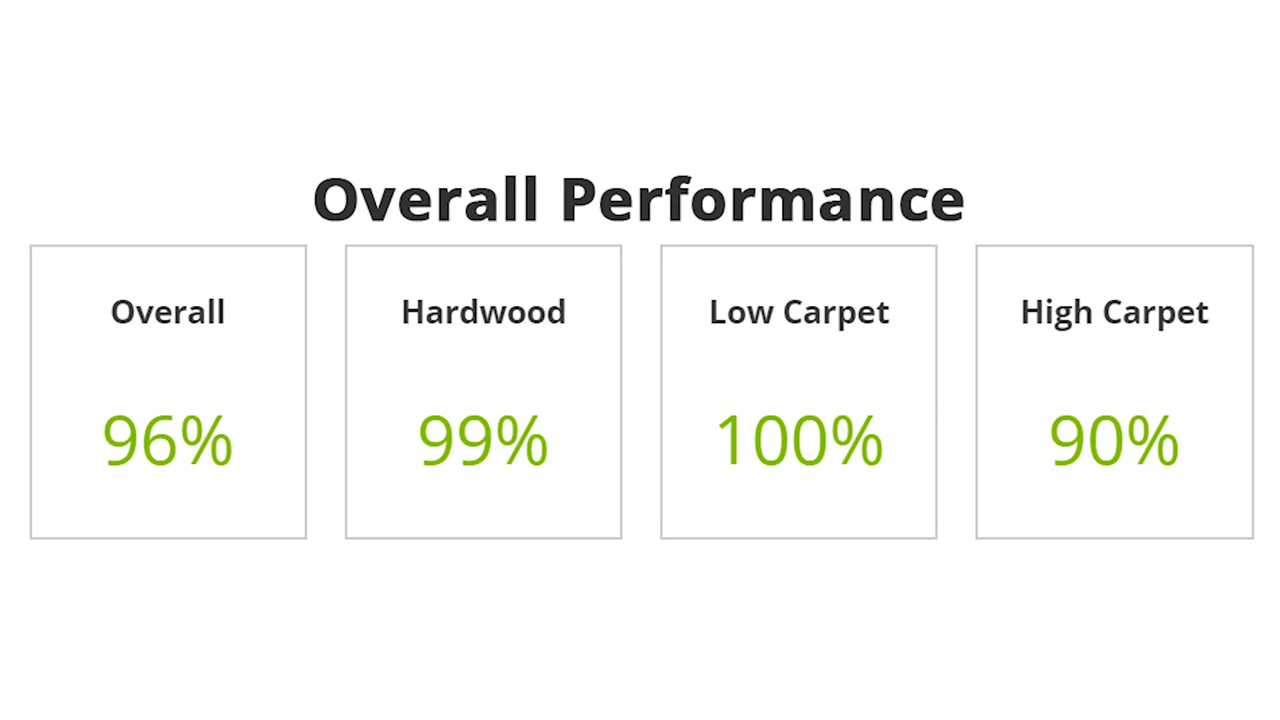 Overall Performance
Overall
Hardwood
Low Carpet
High Carpet
96%
99%
100%
90%